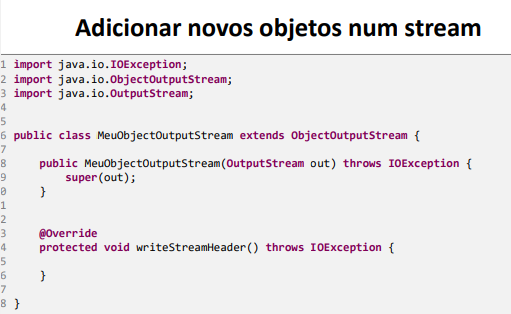 Adicionar novos objetos num stream
1 import java.io.IOException;
2 import java.io.ObjectOutputStream;
3 import java.io.OutputStream;
4
5
6 public class MeuObjectOutputStream extends ObjectOutputStream {
7
8 public MeuObjectOutputStream(OutputStream out) throws IOException {
9 super(out);
0 }
1
2
3 @Override
4 protected void writeStreamHeader() throws IOException {
5
6 }
7
8 }